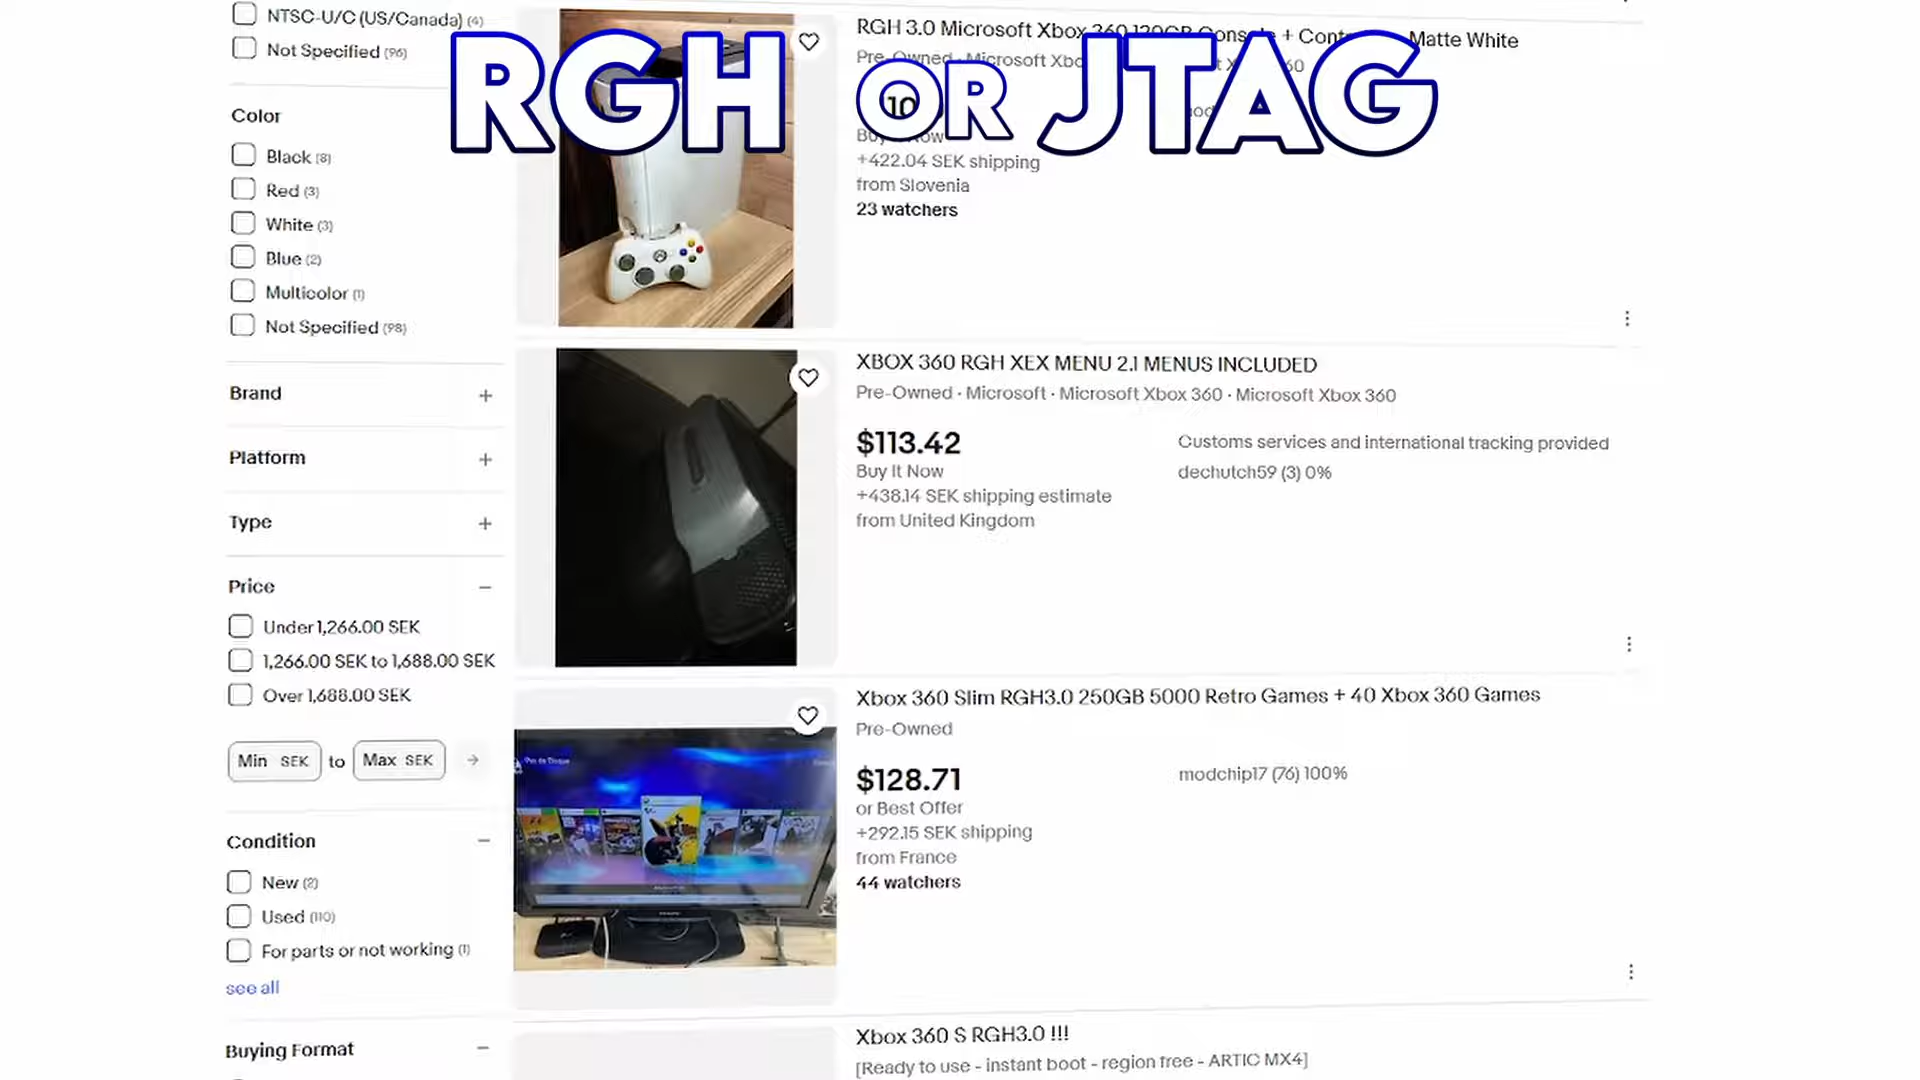 NTSC-U/C (US/Canada) (4)
Not Specified (96)
Color
Black (8)
Red (3)
White (3)
Blue (2)
Multicolor (1)
Not Specified (98)
Brand
Platform
Type
Price
Under 1,266.00 SEK
1,266.00 SEK to 1,688.00 SEK
Over 1,688.00 SEK
Min SEK to Max SEK
Condition
New (2)
Used (110)
For parts or not working (1)
see all
Buying Format
RGH OR JTAG
RGH 3.0 Microsoft Xbox 360 120GB Console + Matte White
Pre-Owned · Microsoft
+422.04 SEK shipping
from Slovenia
23 watchers
XBOX 360 RGH XEX MENU 2.1 MENUS INCLUDED
Pre-Owned · Microsoft · Microsoft Xbox 360 · Microsoft Xbox 360
$113.42
Buy It Now
+438.14 SEK shipping estimate
from United Kingdom
Customs services and international tracking provided
dechutch59 (3) 0%
Xbox 360 Slim RGH3.0 250GB 5000 Retro Games + 40 Xbox 360 Games
Pre-Owned
$128.71
or Best Offer
+292.15 SEK shipping
from France
44 watchers
modchip17 (76) 100%
Xbox 360 S RGH3.0 !!!
[Ready to use - instant boot - region free - ARTIC MX4]